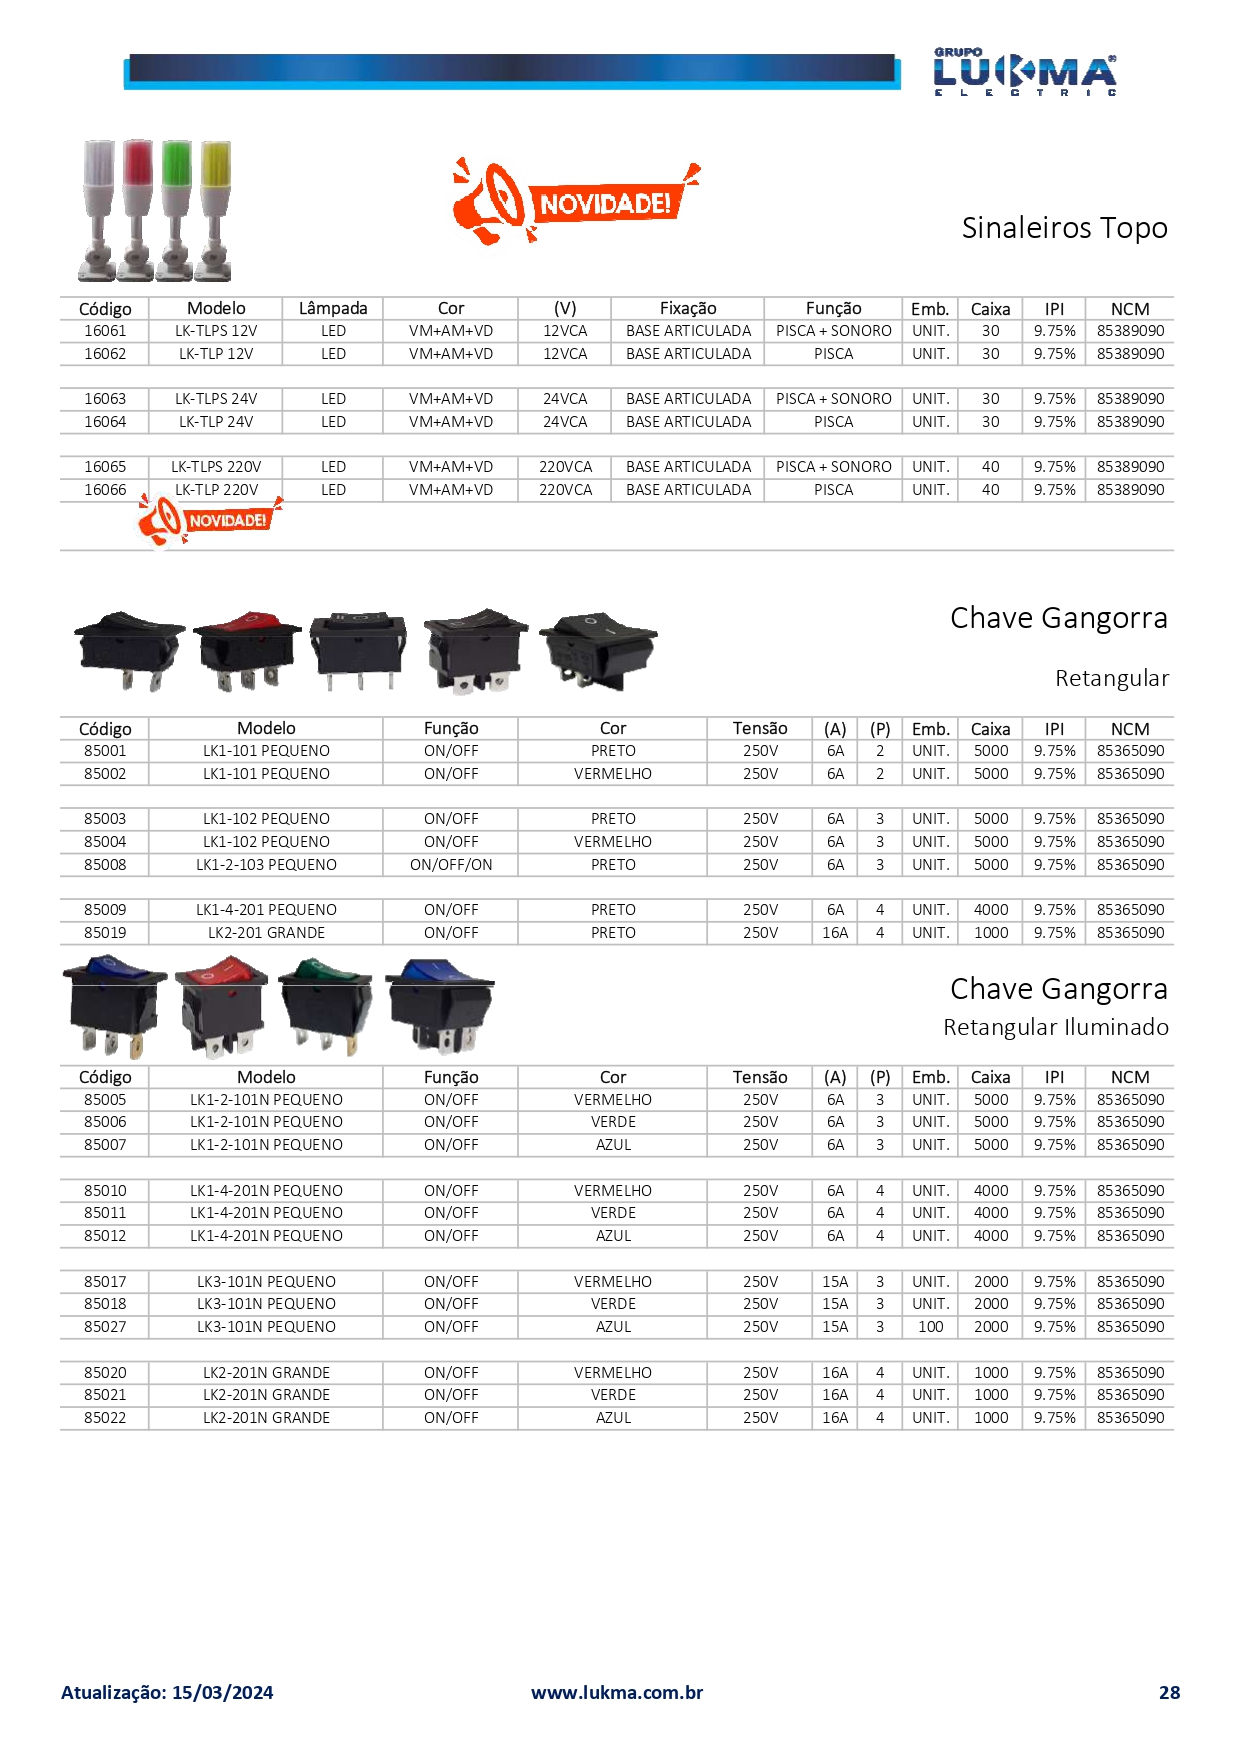 GRUPO
LUKMA
ELECTRIC
NOVIDADE!
Sinaleiros Topo
Código Modelo Lâmpada Cor (V) Fixação Função Emb. Caixa IPI NCM
16061 LK-TLPS 12V LED VM+AM+VD 12VCA BASE ARTICULADA PISCA + SONORO UNIT. 30 9.75% 85389090
16062 LK-TLP 12V LED VM+AM+VD 12VCA BASE ARTICULADA PISCA UNIT. 30 9.75% 85389090
16063 LK-TLPS 24V LED VM+AM+VD 24VCA BASE ARTICULADA PISCA + SONORO UNIT. 30 9.75% 85389090
16064 LK-TLP 24V LED VM+AM+VD 24VCA BASE ARTICULADA PISCA UNIT. 30 9.75% 85389090
16065 LK-TLPS 220V LED VM+AM+VD 220VCA BASE ARTICULADA PISCA + SONORO UNIT. 40 9.75% 85389090
16066 LK-TLP 220V LED VM+AM+VD 220VCA BASE ARTICULADA PISCA UNIT. 40 9.75% 85389090
NOVIDADE!
Chave Gangorra
Retangular
Código Modelo Função Cor Tensão (A) (P) Emb. Caixa IPI NCM
85001 LK1-101 PEQUENO ON/OFF PRETO 250V 6A 2 UNIT. 5000 9.75% 85365090
85002 LK1-101 PEQUENO ON/OFF VERMELHO 250V 6A 2 UNIT. 5000 9.75% 85365090
85003 LK1-102 PEQUENO ON/OFF PRETO 250V 6A 3 UNIT. 5000 9.75% 85365090
85004 LK1-102 PEQUENO ON/OFF VERMELHO 250V 6A 3 UNIT. 5000 9.75% 85365090
85008 LK1-2-103 PEQUENO ON/OFF/ON PRETO 250V 6A 3 UNIT. 5000 9.75% 85365090
85009 LK1-4-201 PEQUENO ON/OFF PRETO 250V 6A 4 UNIT. 4000 9.75% 85365090
85019 LK2-201 GRANDE ON/OFF PRETO 250V 16A 4 UNIT. 1000 9.75% 85365090
Chave Gangorra
Retangular Iluminado
Código Modelo Função Cor Tensão (A) (P) Emb. Caixa IPI NCM
85005 LK1-2-101N PEQUENO ON/OFF VERMELHO 250V 6A 3 UNIT. 5000 9.75% 85365090
85006 LK1-2-101N PEQUENO ON/OFF VERDE 250V 6A 3 UNIT. 5000 9.75% 85365090
85007 LK1-2-101N PEQUENO ON/OFF AZUL 250V 6A 3 UNIT. 5000 9.75% 85365090
85010 LK1-4-201N PEQUENO ON/OFF VERMELHO 250V 6A 4 UNIT. 4000 9.75% 85365090
85011 LK1-4-201N PEQUENO ON/OFF VERDE 250V 6A 4 UNIT. 4000 9.75% 85365090
85012 LK1-4-201N PEQUENO ON/OFF AZUL 250V 6A 4 UNIT. 4000 9.75% 85365090
85017 LK3-101N PEQUENO ON/OFF VERMELHO 250V 15A 3 UNIT. 2000 9.75% 85365090
85018 LK3-101N PEQUENO ON/OFF VERDE 250V 15A 3 UNIT. 2000 9.75% 85365090
85027 LK3-101N PEQUENO ON/OFF AZUL 250V 15A 3 100 2000 9.75% 85365090
85020 LK2-201N GRANDE ON/OFF VERMELHO 250V 16A 4 UNIT. 1000 9.75% 85365090
85021 LK2-201N GRANDE ON/OFF VERDE 250V 16A 4 UNIT. 1000 9.75% 85365090
85022 LK2-201N GRANDE ON/OFF AZUL 250V 16A 4 UNIT. 1000 9.75% 85365090
Atualização: 15/03/2024 www.lukma.com.br 28